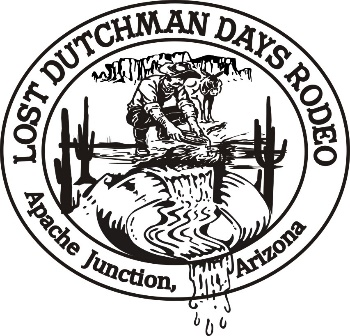 LOST DUTCHMAN DAYS RODEO
Apache Junction, Arizona